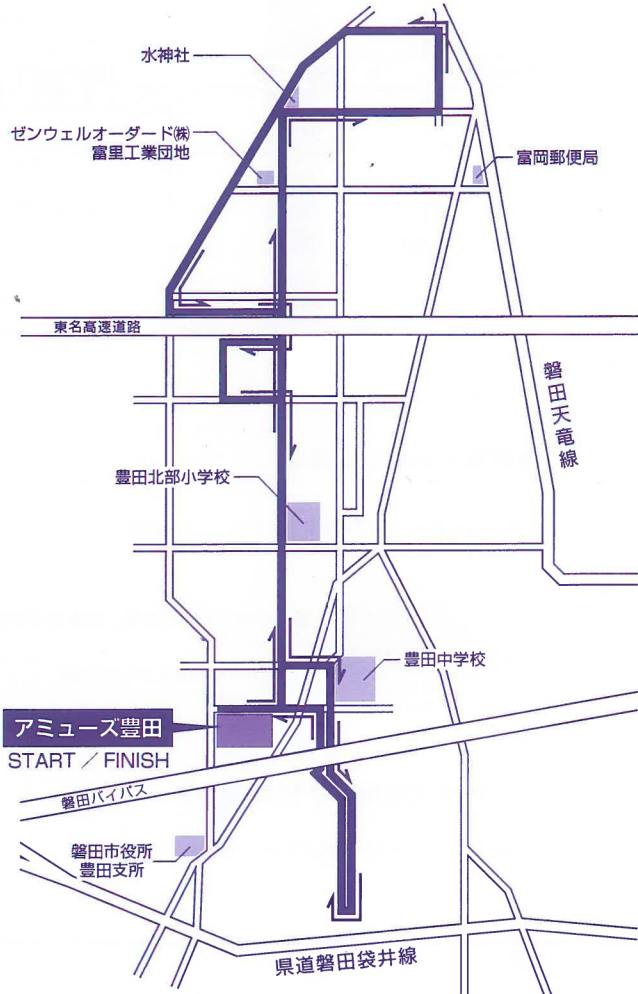 水神社
ゼンウェルオーダード㈱
富里工業団地
富岡郵便局
東名高速道路
磐田天竜線
豊田北部小学校
豊田中学校
アミューズ豊田
START / FINISH
磐田バイパス
磐田市役所
豊田支所
県道磐田袋井線